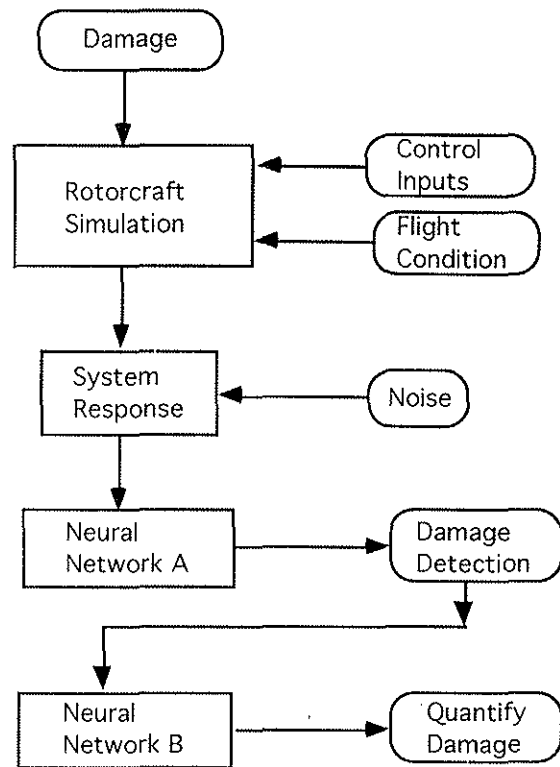 Damage
Control
Inputs
Rotorcraft
Simulation
Flight
Condition
System
Response
Noise
Neural
Network A
Damage
Detection
Neural
Network B
Quantify
Damage